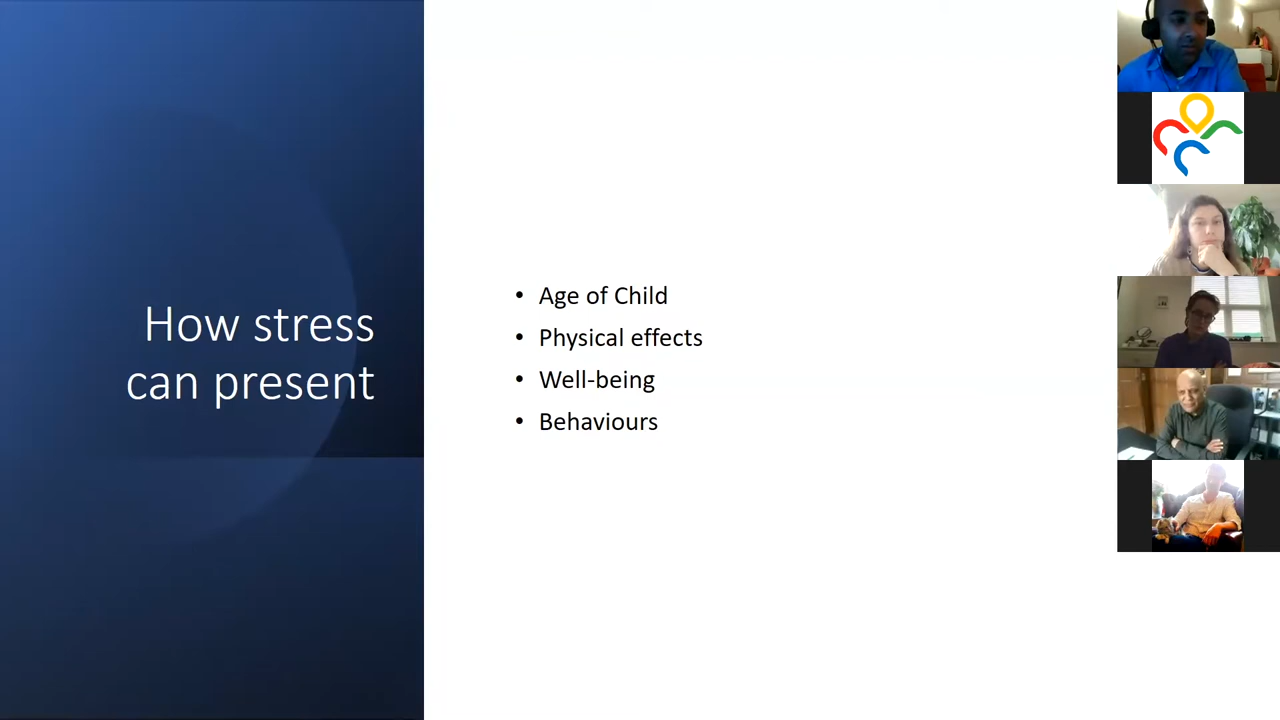 How stress
can present
• Age of Child
• Physical effects
• Well-being
• Behaviours